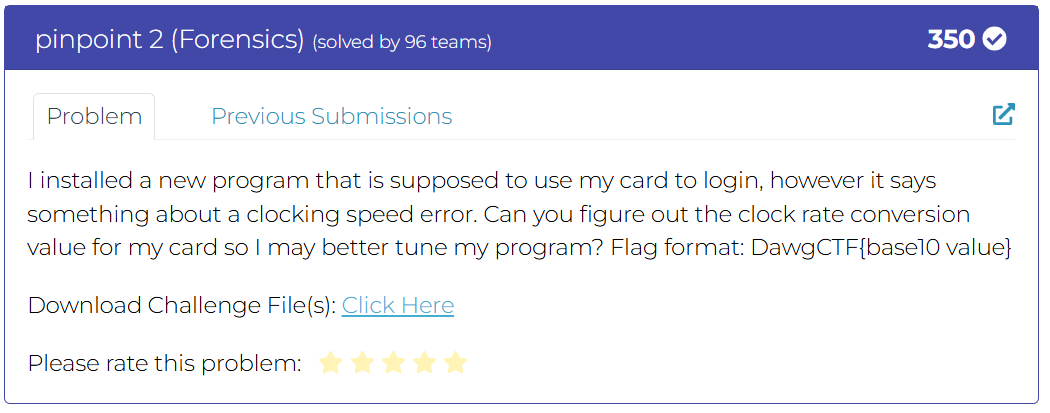 pinpoint 2 (Forensics) (solved by 96 teams) 350
Problem Previous Submissions
I installed a new program that is supposed to use my card to login, however it says
something about a clocking speed error. Can you figure out the clock rate conversion
value for my card so I may better tune my program? Flag format: DawgCTF{base10 value}
Download Challenge File(s): Click Here
Please rate this problem: